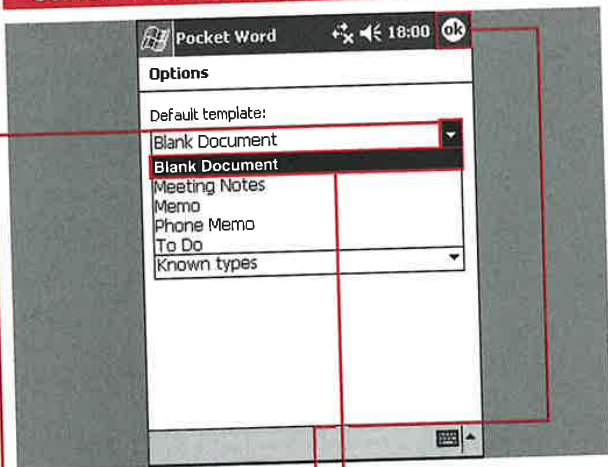 Pocket Word 18:00 ok
Options
Default template:
Blank Document
Blank Document
Meeting Notes
Memo
Phone Memo
To Do
Known types